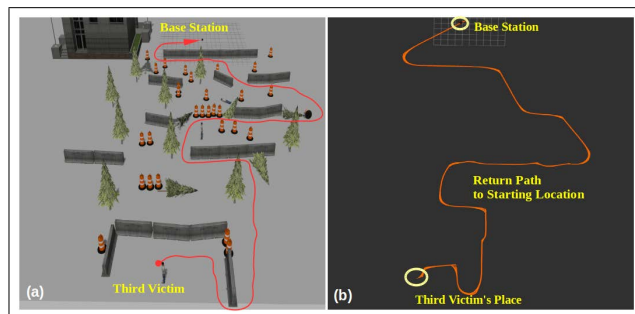 Base Station
Third Victim
(a)
Base Station
Return Path
to Starting Location
Third Victim's Place
(b)